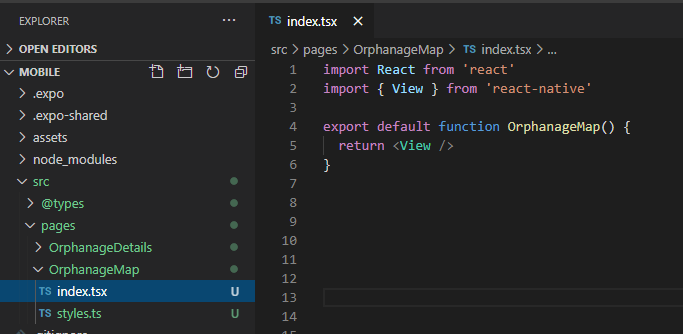 EXPLORER
···
OPEN EDITORS
MOBILE
.expo
.expo-shared
assets
node_modules
src
@types
pages
OrphanageDetails
OrphanageMap
TS index.tsx U
TS styles.ts U
.gitignore
TS index.tsx ×
src > pages > OrphanageMap > TS index.tsx > ...
1 import React from 'react'
2 import { View } from 'react-native'
3
4 export default function OrphanageMap() {
5 return <View />
6 }
7
8
9
10
11
12
13
14
15